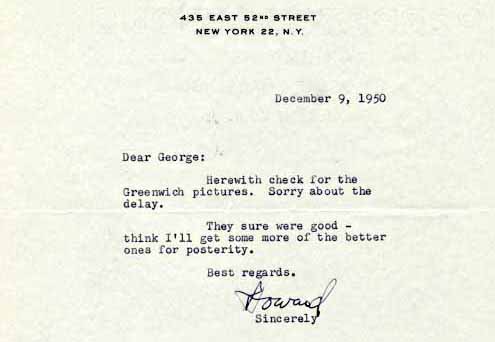 435 EAST 52ND STREET
NEW YORK 22, N.Y.
December 9, 1950
Dear George:
Herewith check for the
Greenwich pictures. Sorry about the
delay.
They sure were good -
think I'll get some more of the better
ones for posterity.
Best regards.
Howard
Sincerely